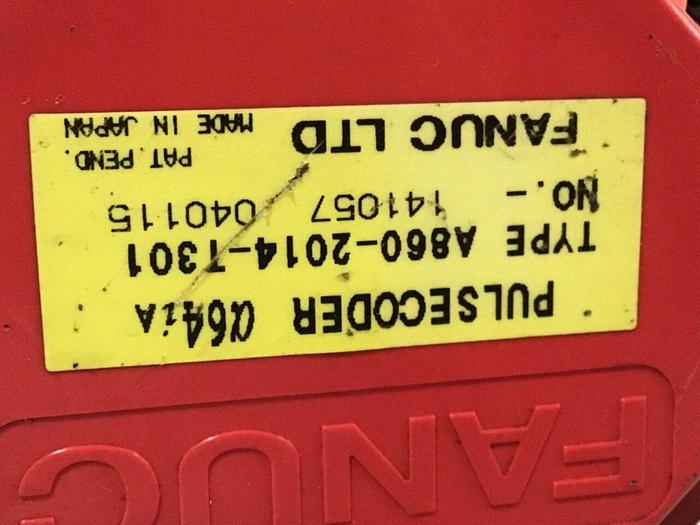 FANUC
PULSECODER α64iA
TYPE A860-2014-T301
NO.- 141057 040115
FANUC LTD PAT.PEND.
MADE IN JAPAN